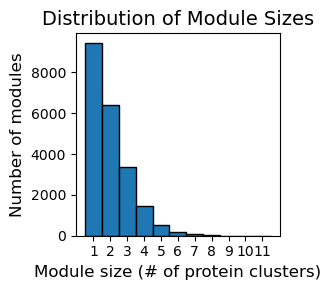 Distribution of Module Sizes
Number of modules
8000
6000
4000
2000
0
1 2 3 4 5 6 7 8 9 10 11
Module size (# of protein clusters)